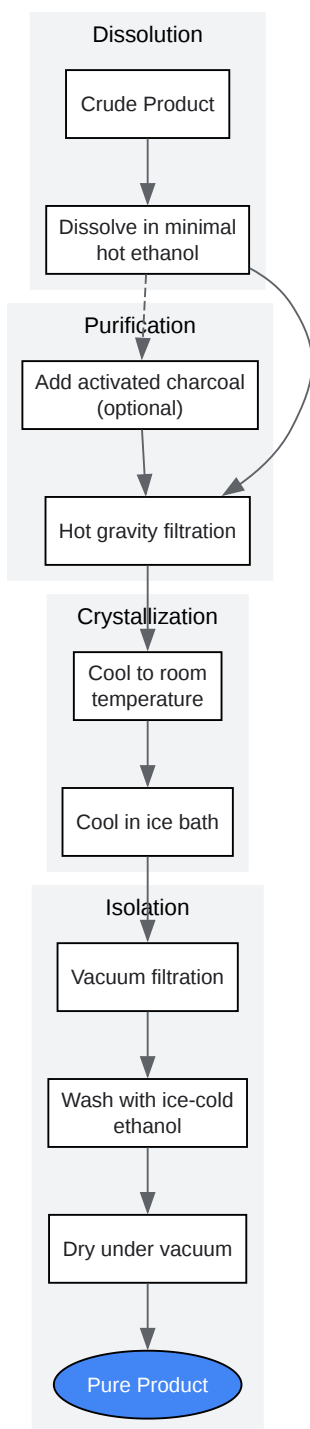 Dissolution
Crude Product
Dissolve in minimal
hot ethanol
Purification
Add activated charcoal
(optional)
Hot gravity filtration
Crystallization
Cool to room
temperature
Cool in ice bath
Isolation
Vacuum filtration
Wash with ice-cold
ethanol
Dry under vacuum
Pure Product